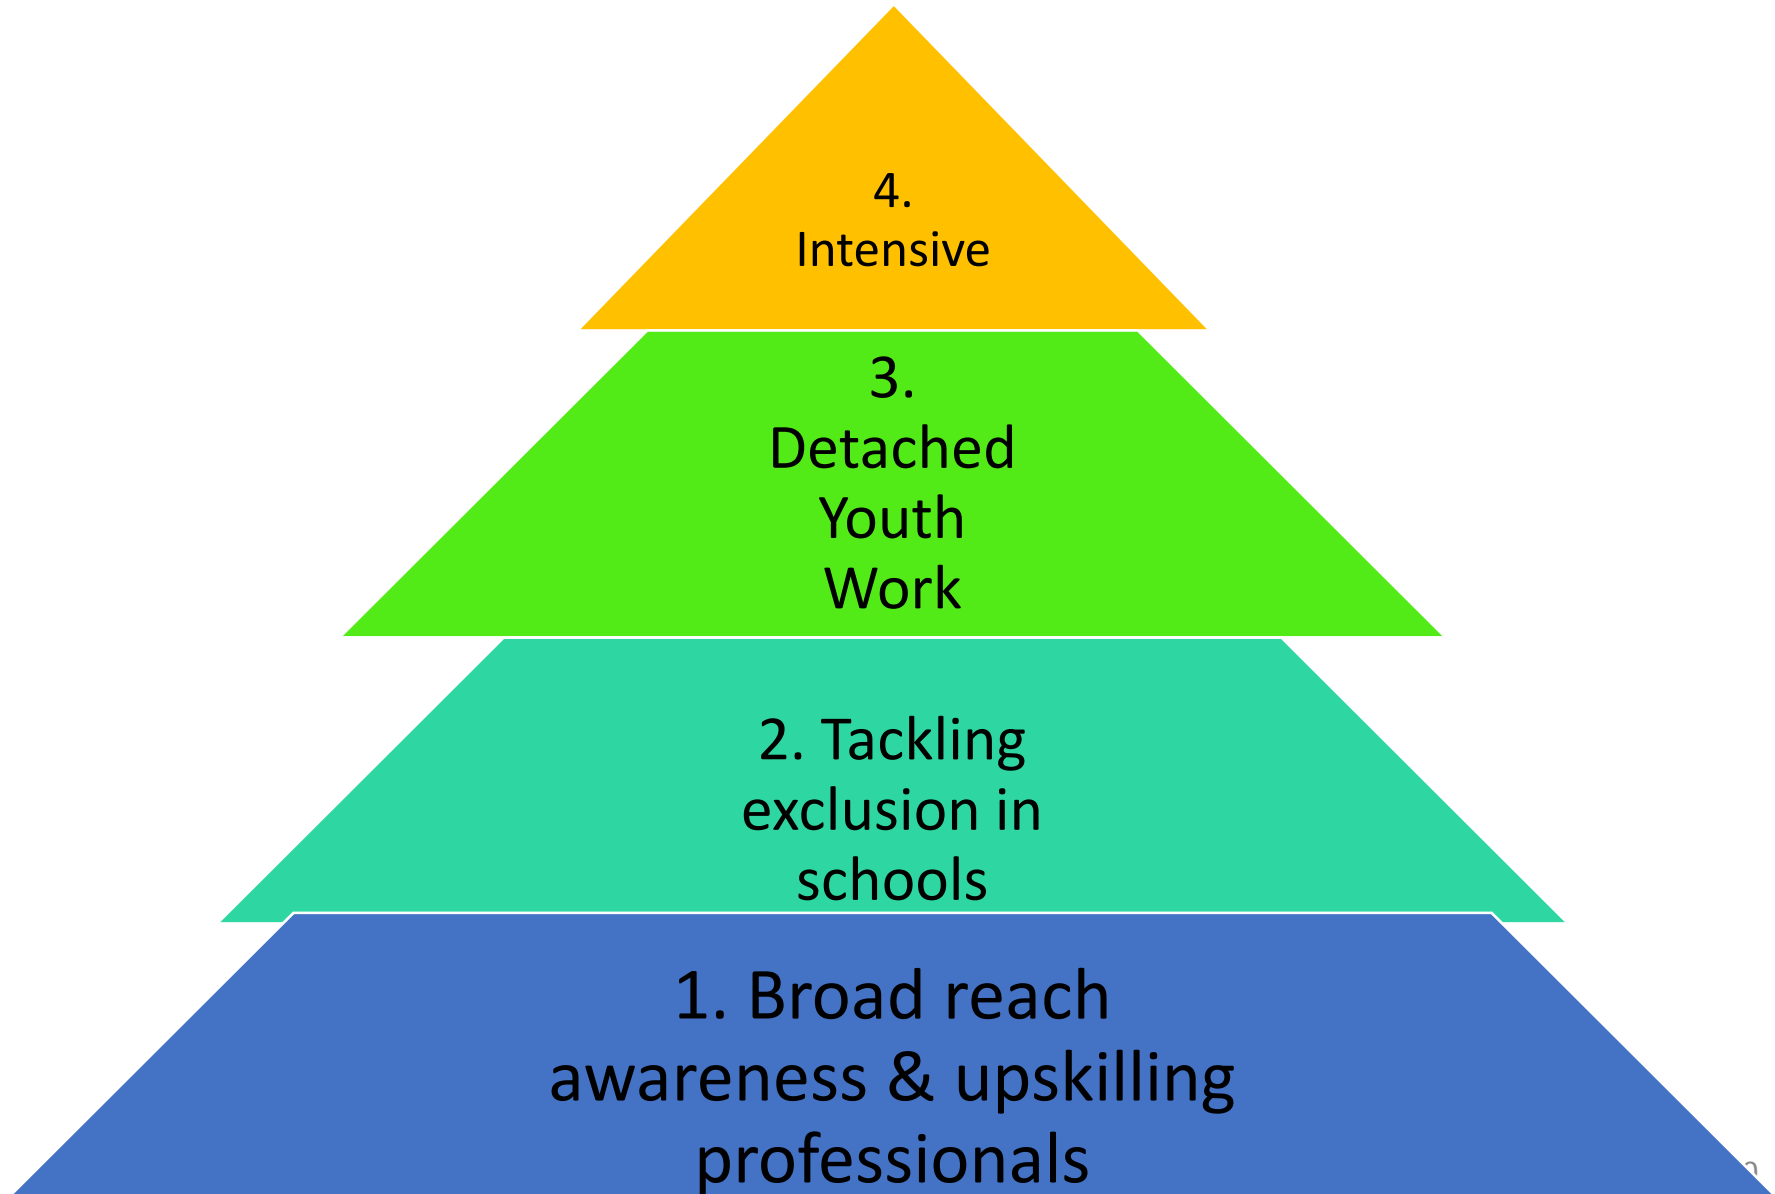 4.
Intensive
3.
Detached
Youth
Work
2. Tackling
exclusion in
schools
1. Broad reach
awareness & upskilling
professionals